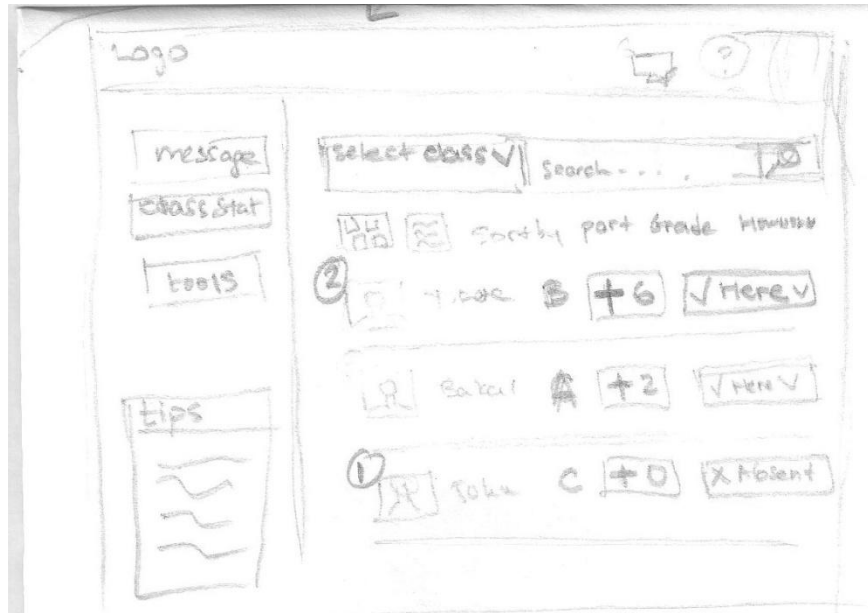 Logo
?
message
select class
search....
class stat
sort by part Grade
tools
2
B +6 ✓ Here
tips
Bakul A +2 ✓ Here
1
John C +0 X Absent